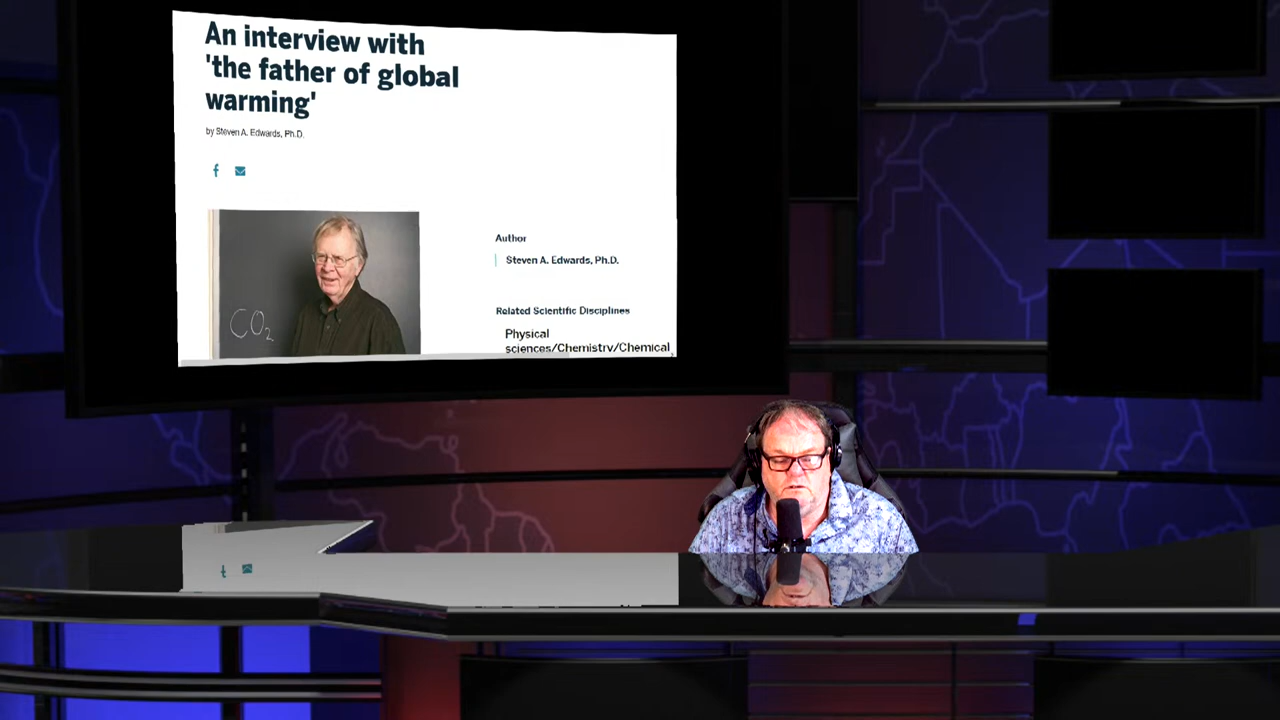 An interview with
'the father of global
warming'
by Steven A. Edwards, Ph.D.
CO2
Author
Steven A. Edwards, Ph.D.
Related Scientific Disciplines
Physical
sciences/Chemistry/Chemical